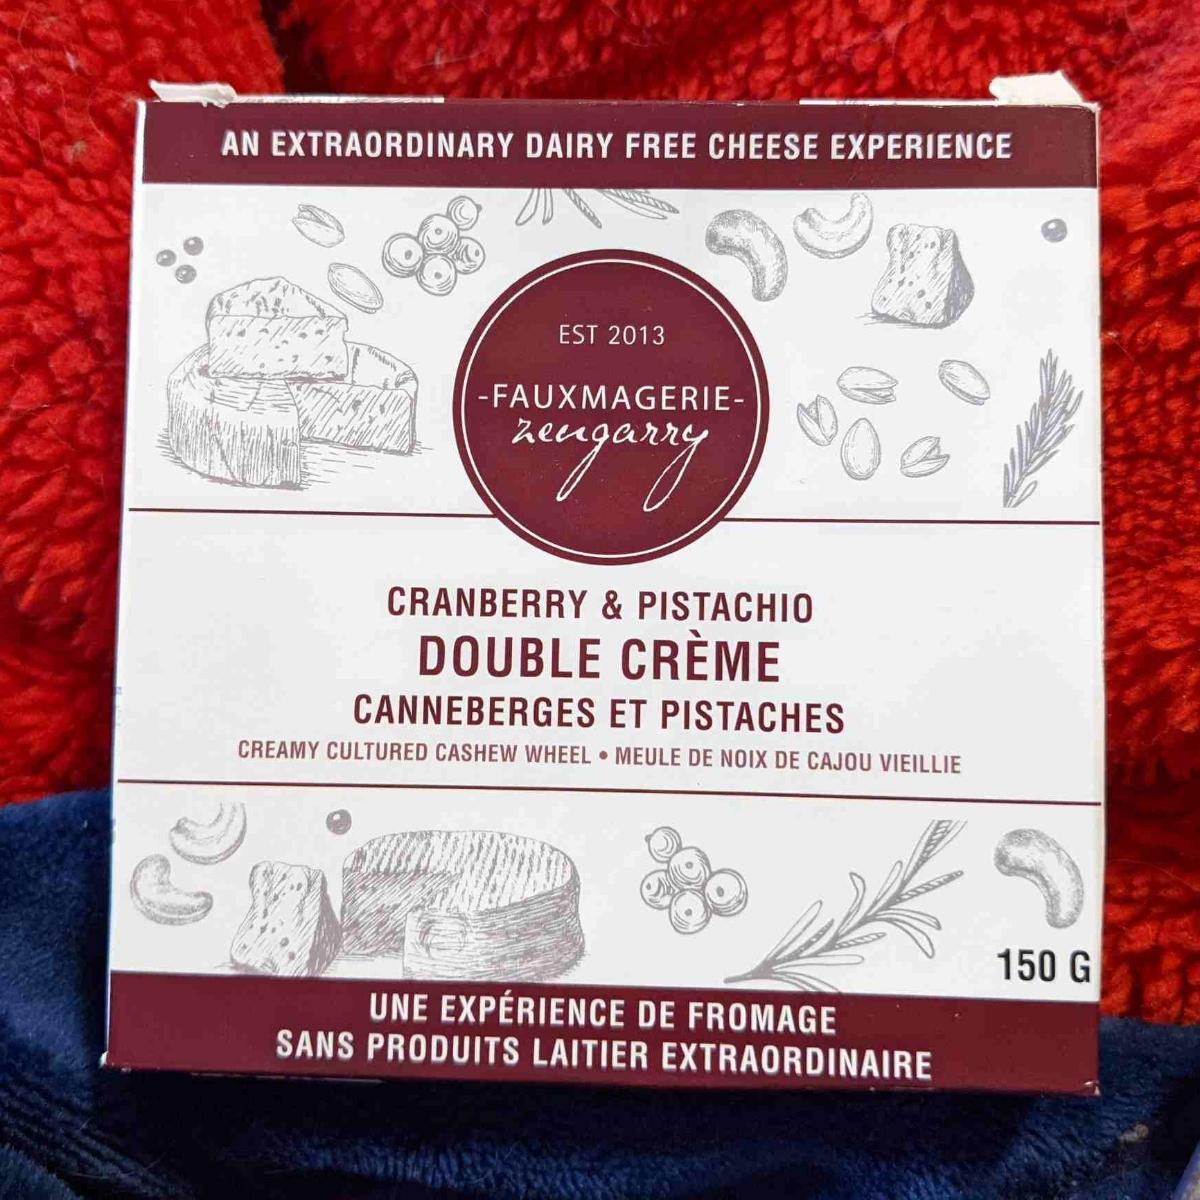 AN EXTRAORDINARY DAIRY FREE CHEESE EXPERIENCE
EST 2013
-FAUXMAGERIE-
zengarry
CRANBERRY & PISTACHIO
DOUBLE CRÈME
CANNEBERGES ET PISTACHES
CREAMY CULTURED CASHEW WHEEL • MEULE DE NOIX DE CAJOU VIEILLIE
150 G
UNE EXPÉRIENCE DE FROMAGE
SANS PRODUITS LAITIER EXTRAORDINAIRE